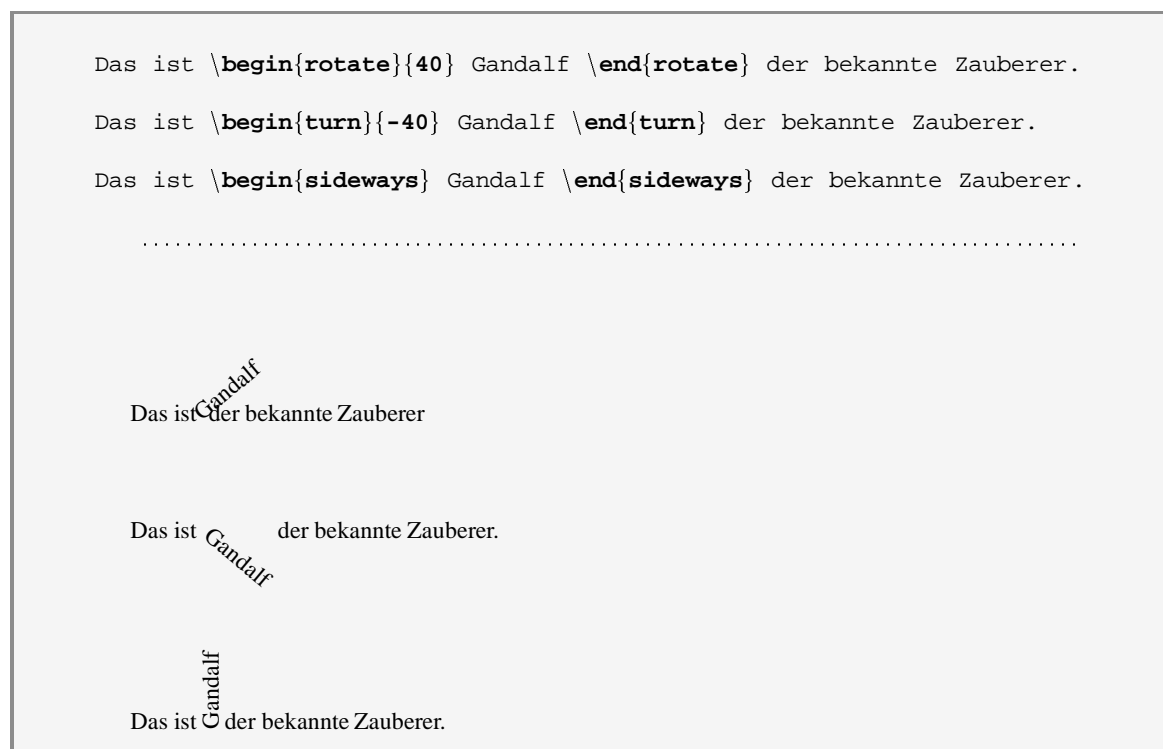 Das ist \begin{rotate}{40} Gandalf \end{rotate} der bekannte Zauberer.
Das ist \begin{turn}{-40} Gandalf \end{turn} der bekannte Zauberer.
Das ist \begin{sideways} Gandalf \end{sideways} der bekannte Zauberer.
Das ist Gandalf der bekannte Zauberer
Das ist Gandalf der bekannte Zauberer.
Das ist Gandalf der bekannte Zauberer.